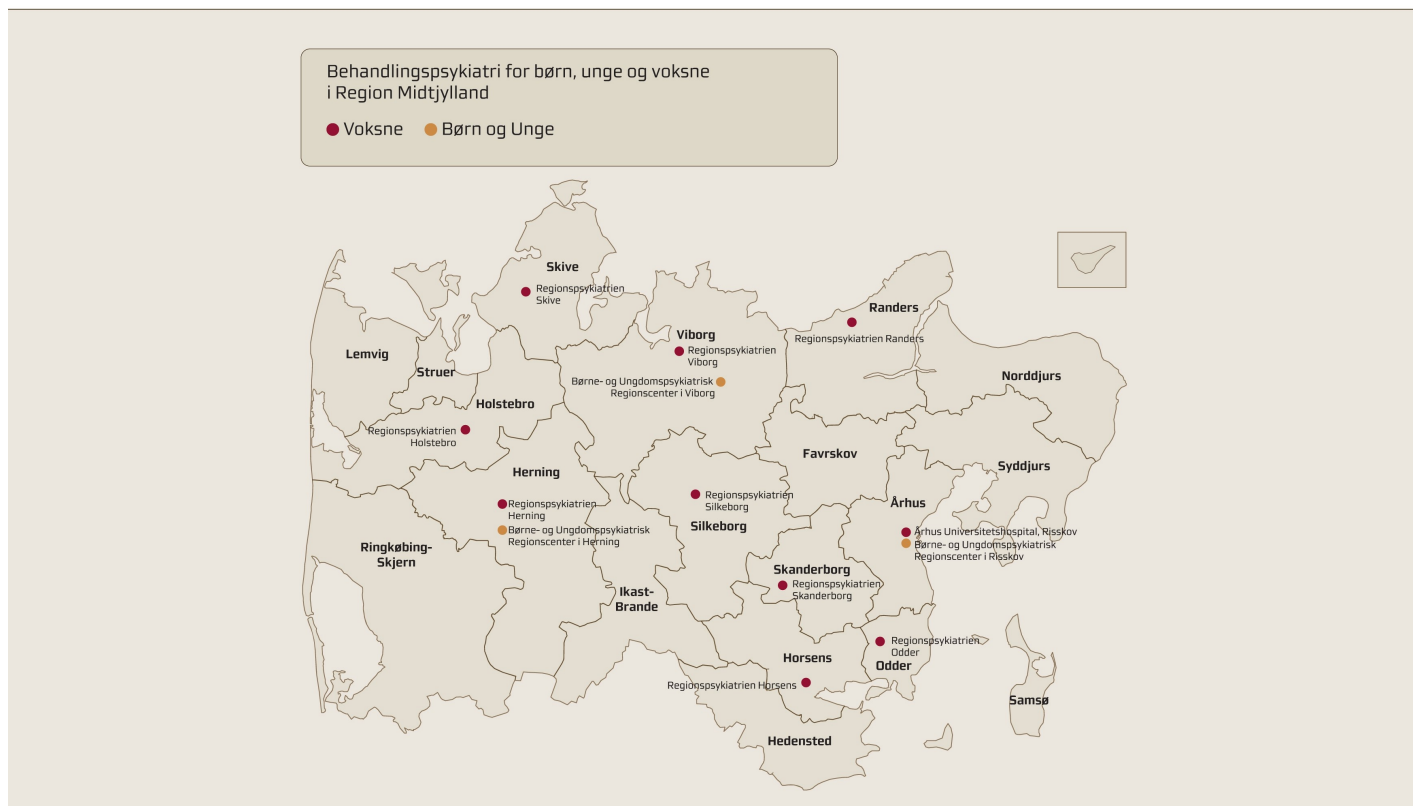 Behandlingspsykiatri for børn, unge og voksne
i Region Midtjylland
Voksne
Børn og Unge
Skive
Regionspsykiatrien
Skive
Randers
Regionspsykiatrien Randers
Viborg
Regionspsykiatrien
Viborg
Børne- og Ungdomspsykiatrisk
Regionscenter i Viborg
Lemvig
Struer
Norddjurs
Holstebro
Regionspsykiatrien
Holstebro
Favrskov
Syddjurs
Herning
Regionspsykiatrien
Herning
Børne- og Ungdomspsykiatrisk
Regionscenter i Herning
Regionspsykiatrien
Silkeborg
Silkeborg
Århus
Århus Universitetshospital, Risskov
Børne- og Ungdomspsykiatrisk
Regionscenter i Risskov
Ringkøbing-
Skjern
Skanderborg
Regionspsykiatrien
Skanderborg
Ikast-
Brande
Regionspsykiatrien
Odder
Odder
Horsens
Regionspsykiatrien Horsens
Samsø
Hedensted